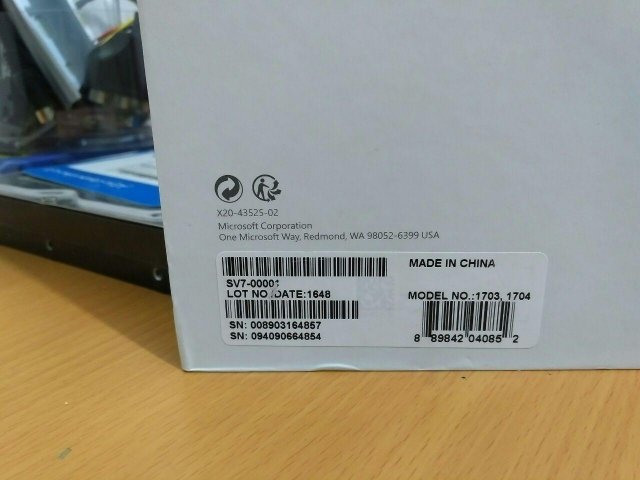 X20-43525-02
Microsoft Corporation
One Microsoft Way, Redmond, WA 98052-6399 USA
MADE IN CHINA
SV7-00001
LOT NO/DATE:1648
MODEL NO.:1703, 1704
SN: 008903164857
SN: 094090664854
8 89842 04085 2